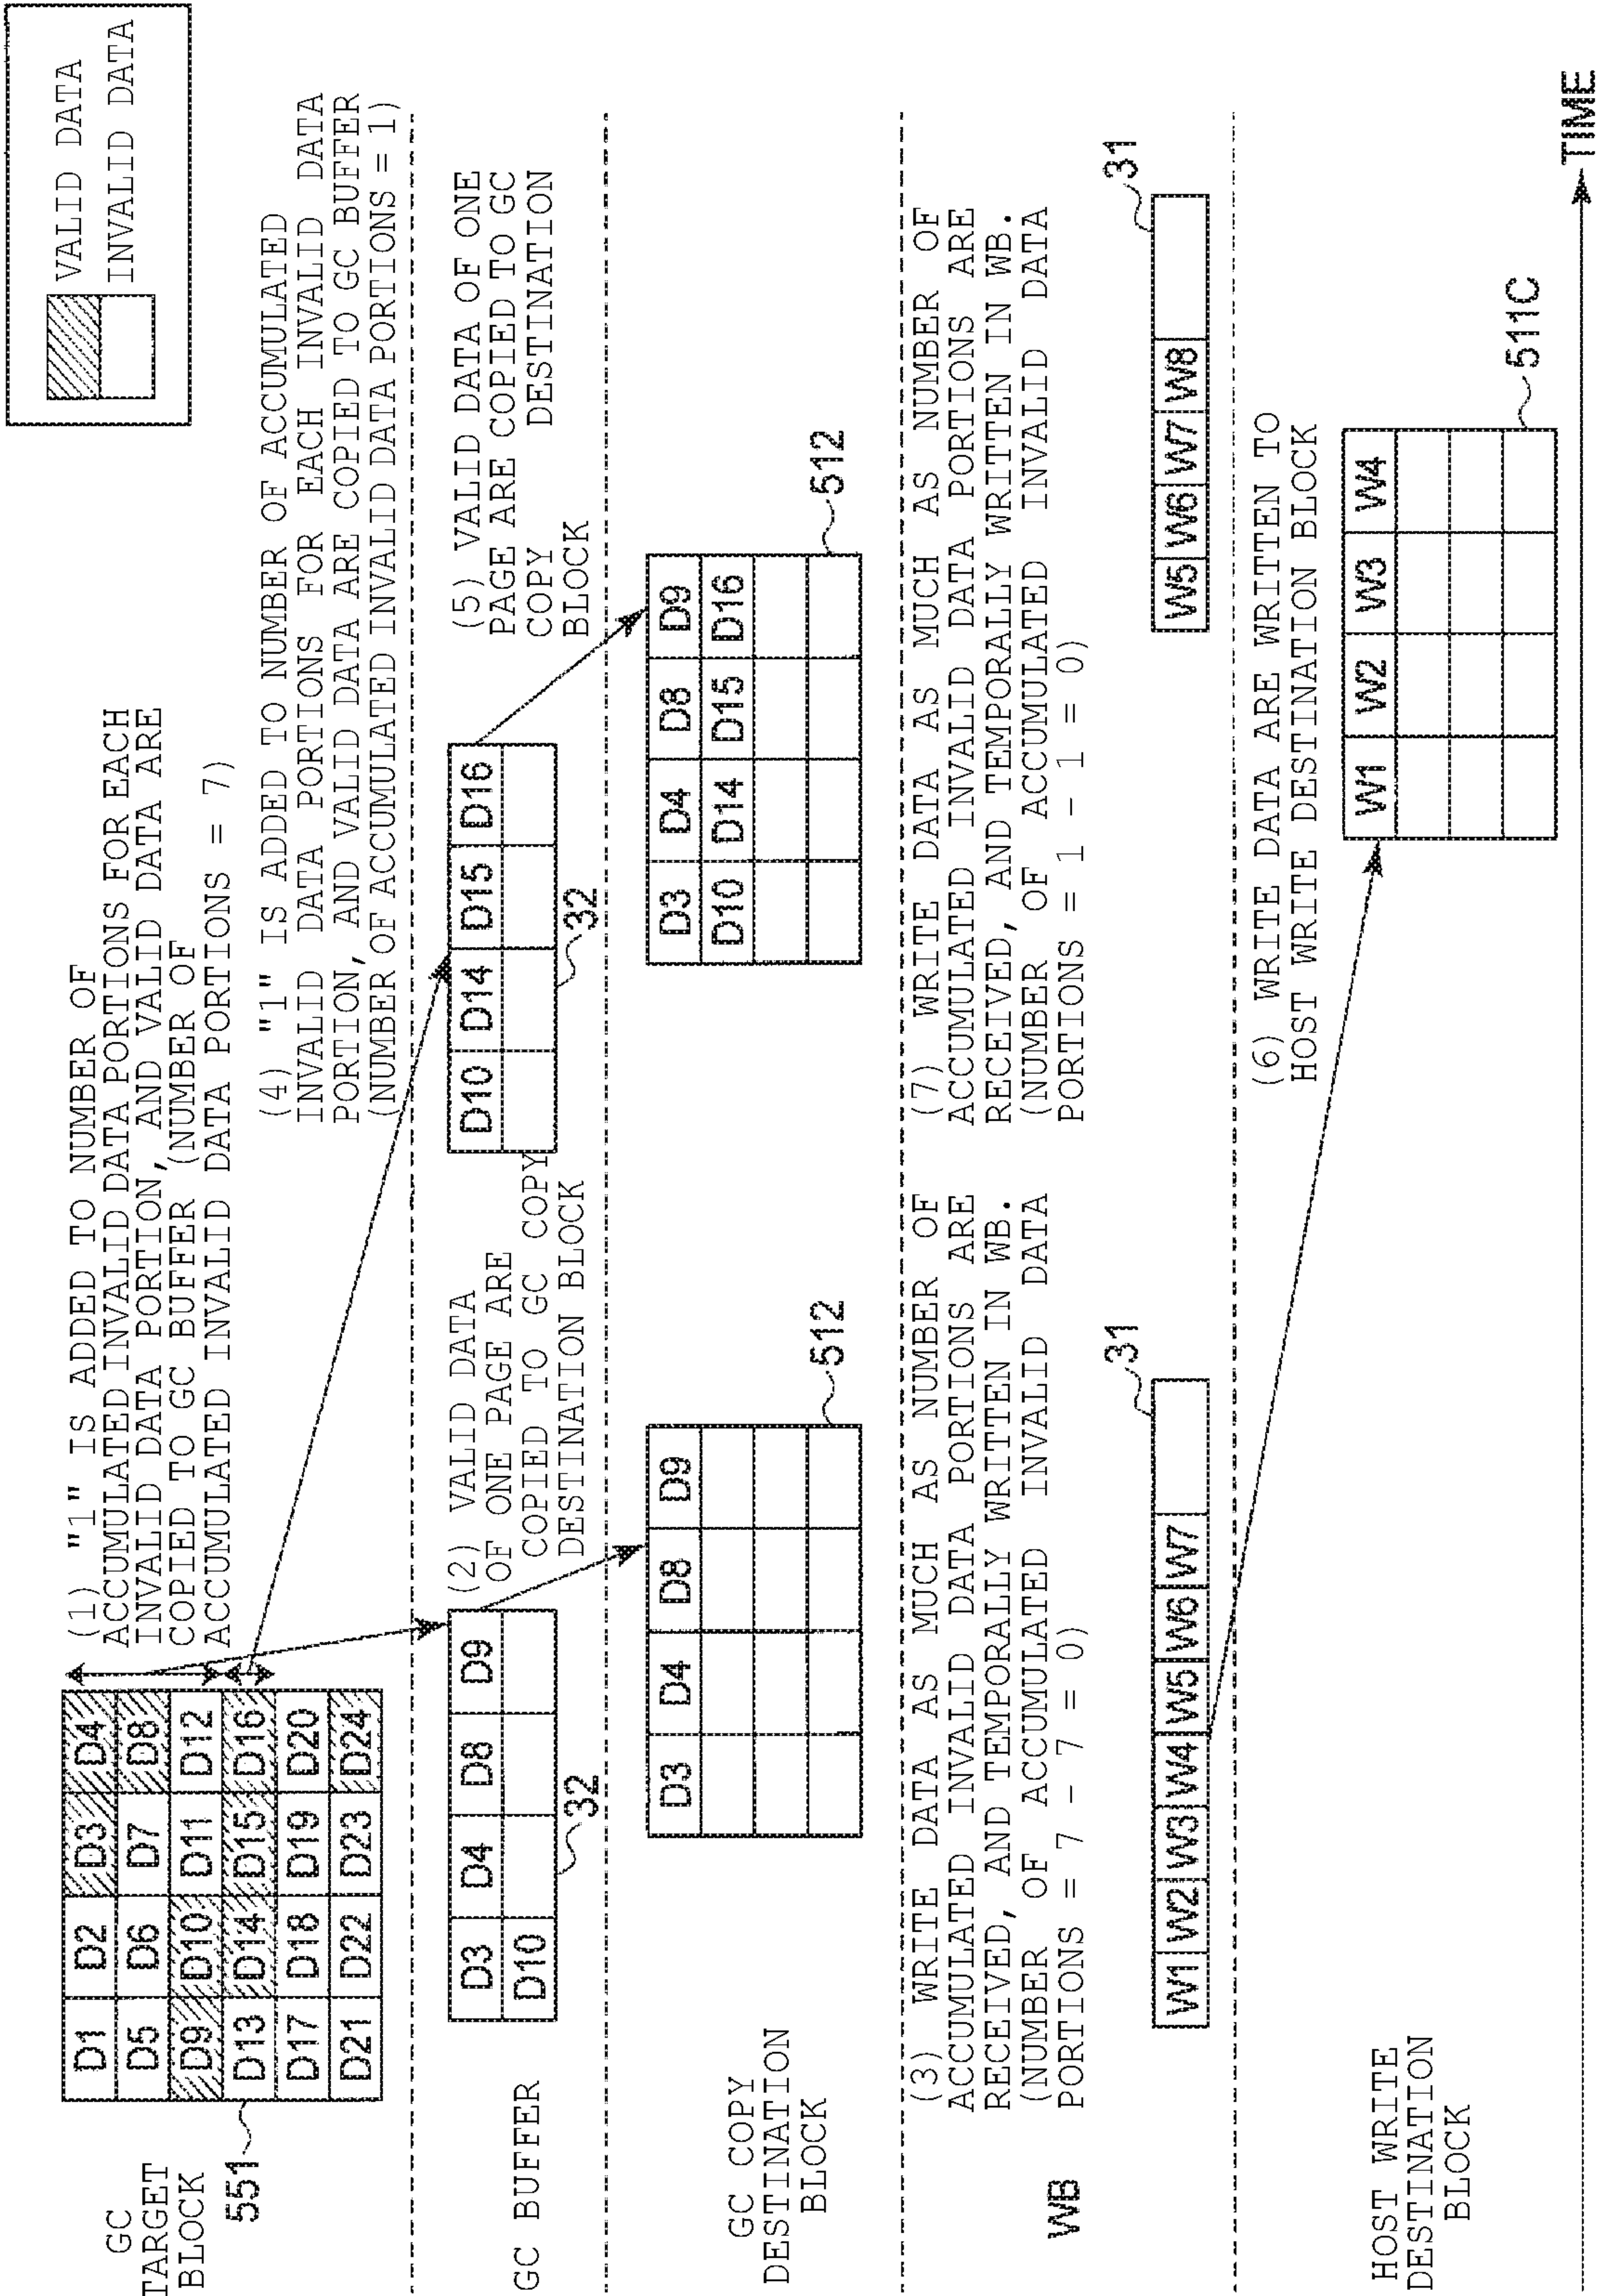 VALID DATA
INVALID DATA
GC
TARGET
BLOCK
551
D1 D2 D3 D4
D5 D6 D7 D8
D9 D10 D11 D12
D13 D14 D15 D16
D17 D18 D19 D20
D21 D22 D23 D24
(1) "1" IS ADDED TO NUMBER OF
ACCUMULATED INVALID DATA PORTIONS FOR EACH
INVALID DATA PORTION, AND VALID DATA ARE
COPIED TO GC BUFFER (NUMBER OF
ACCUMULATED INVALID DATA PORTIONS = 7)
(4) "1" IS ADDED TO NUMBER OF ACCUMULATED
INVALID DATA PORTIONS FOR EACH INVALID DATA
PORTION, AND VALID DATA ARE COPIED TO GC BUFFER
(NUMBER OF ACCUMULATED INVALID DATA PORTIONS = 1)
GC BUFFER
D3 D4 D8 D9
D10
32
(2) VALID DATA
OF ONE PAGE ARE
COPIED TO GC COPY
DESTINATION BLOCK
D10 D14 D15 D16
32
(5) VALID DATA OF ONE
PAGE ARE COPIED TO GC
COPY DESTINATION
BLOCK
GC COPY
DESTINATION
BLOCK
D3 D4 D8 D9
512
D3 D4 D8 D9
D10 D14 D15 D16
512
WB
(3) WRITE DATA AS MUCH AS NUMBER OF
ACCUMULATED INVALID DATA PORTIONS ARE
RECEIVED, AND TEMPORALLY WRITTEN IN WB.
(NUMBER OF ACCUMULATED INVALID DATA
PORTIONS = 7 - 7 = 0)
31
W1 W2 W3 W4 W5 W6 W7
(7) WRITE DATA AS MUCH AS NUMBER OF
ACCUMULATED INVALID DATA PORTIONS ARE
RECEIVED, AND TEMPORALLY WRITTEN IN WB.
(NUMBER OF ACCUMULATED INVALID DATA
PORTIONS = 1 - 1 = 0)
31
W5 W6 W7 W8
HOST WRITE
DESTINATION
BLOCK
(6) WRITE DATA ARE WRITTEN TO
HOST WRITE DESTINATION BLOCK
W1 W2 W3 W4
511C
TIME